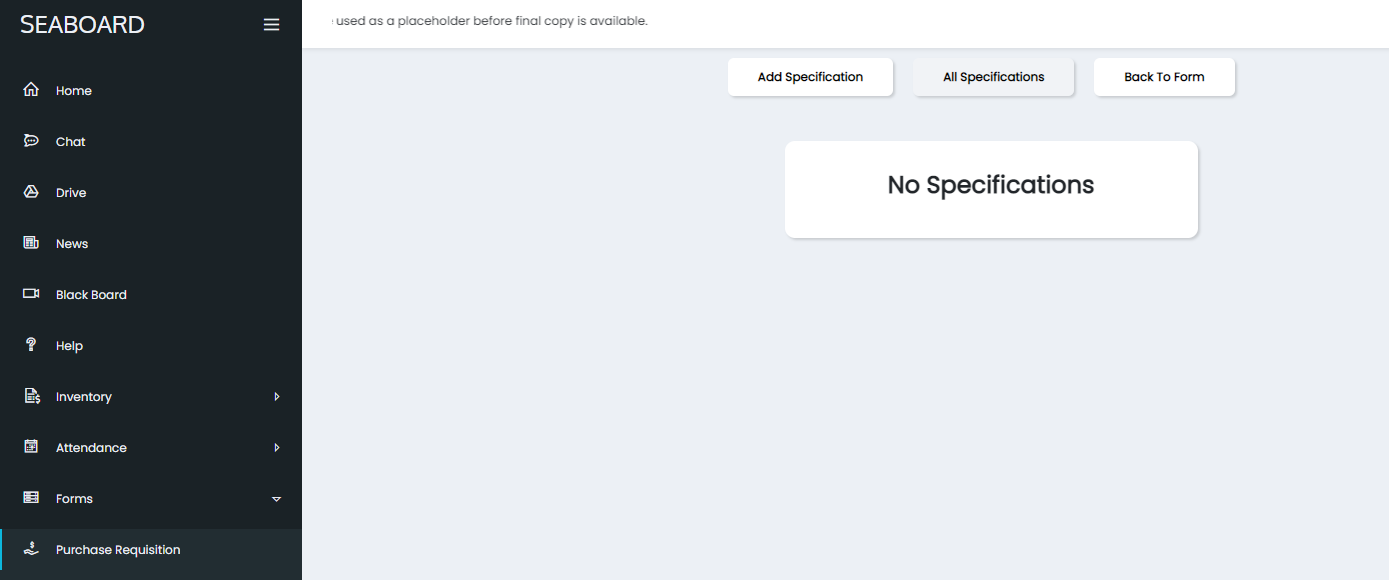 SEABOARD
used as a placeholder before final copy is available.
Add Specification
All Specifications
Back To Form
No Specifications
Home
Chat
Drive
News
Black Board
Help
Inventory
Attendance
Forms
Purchase Requisition